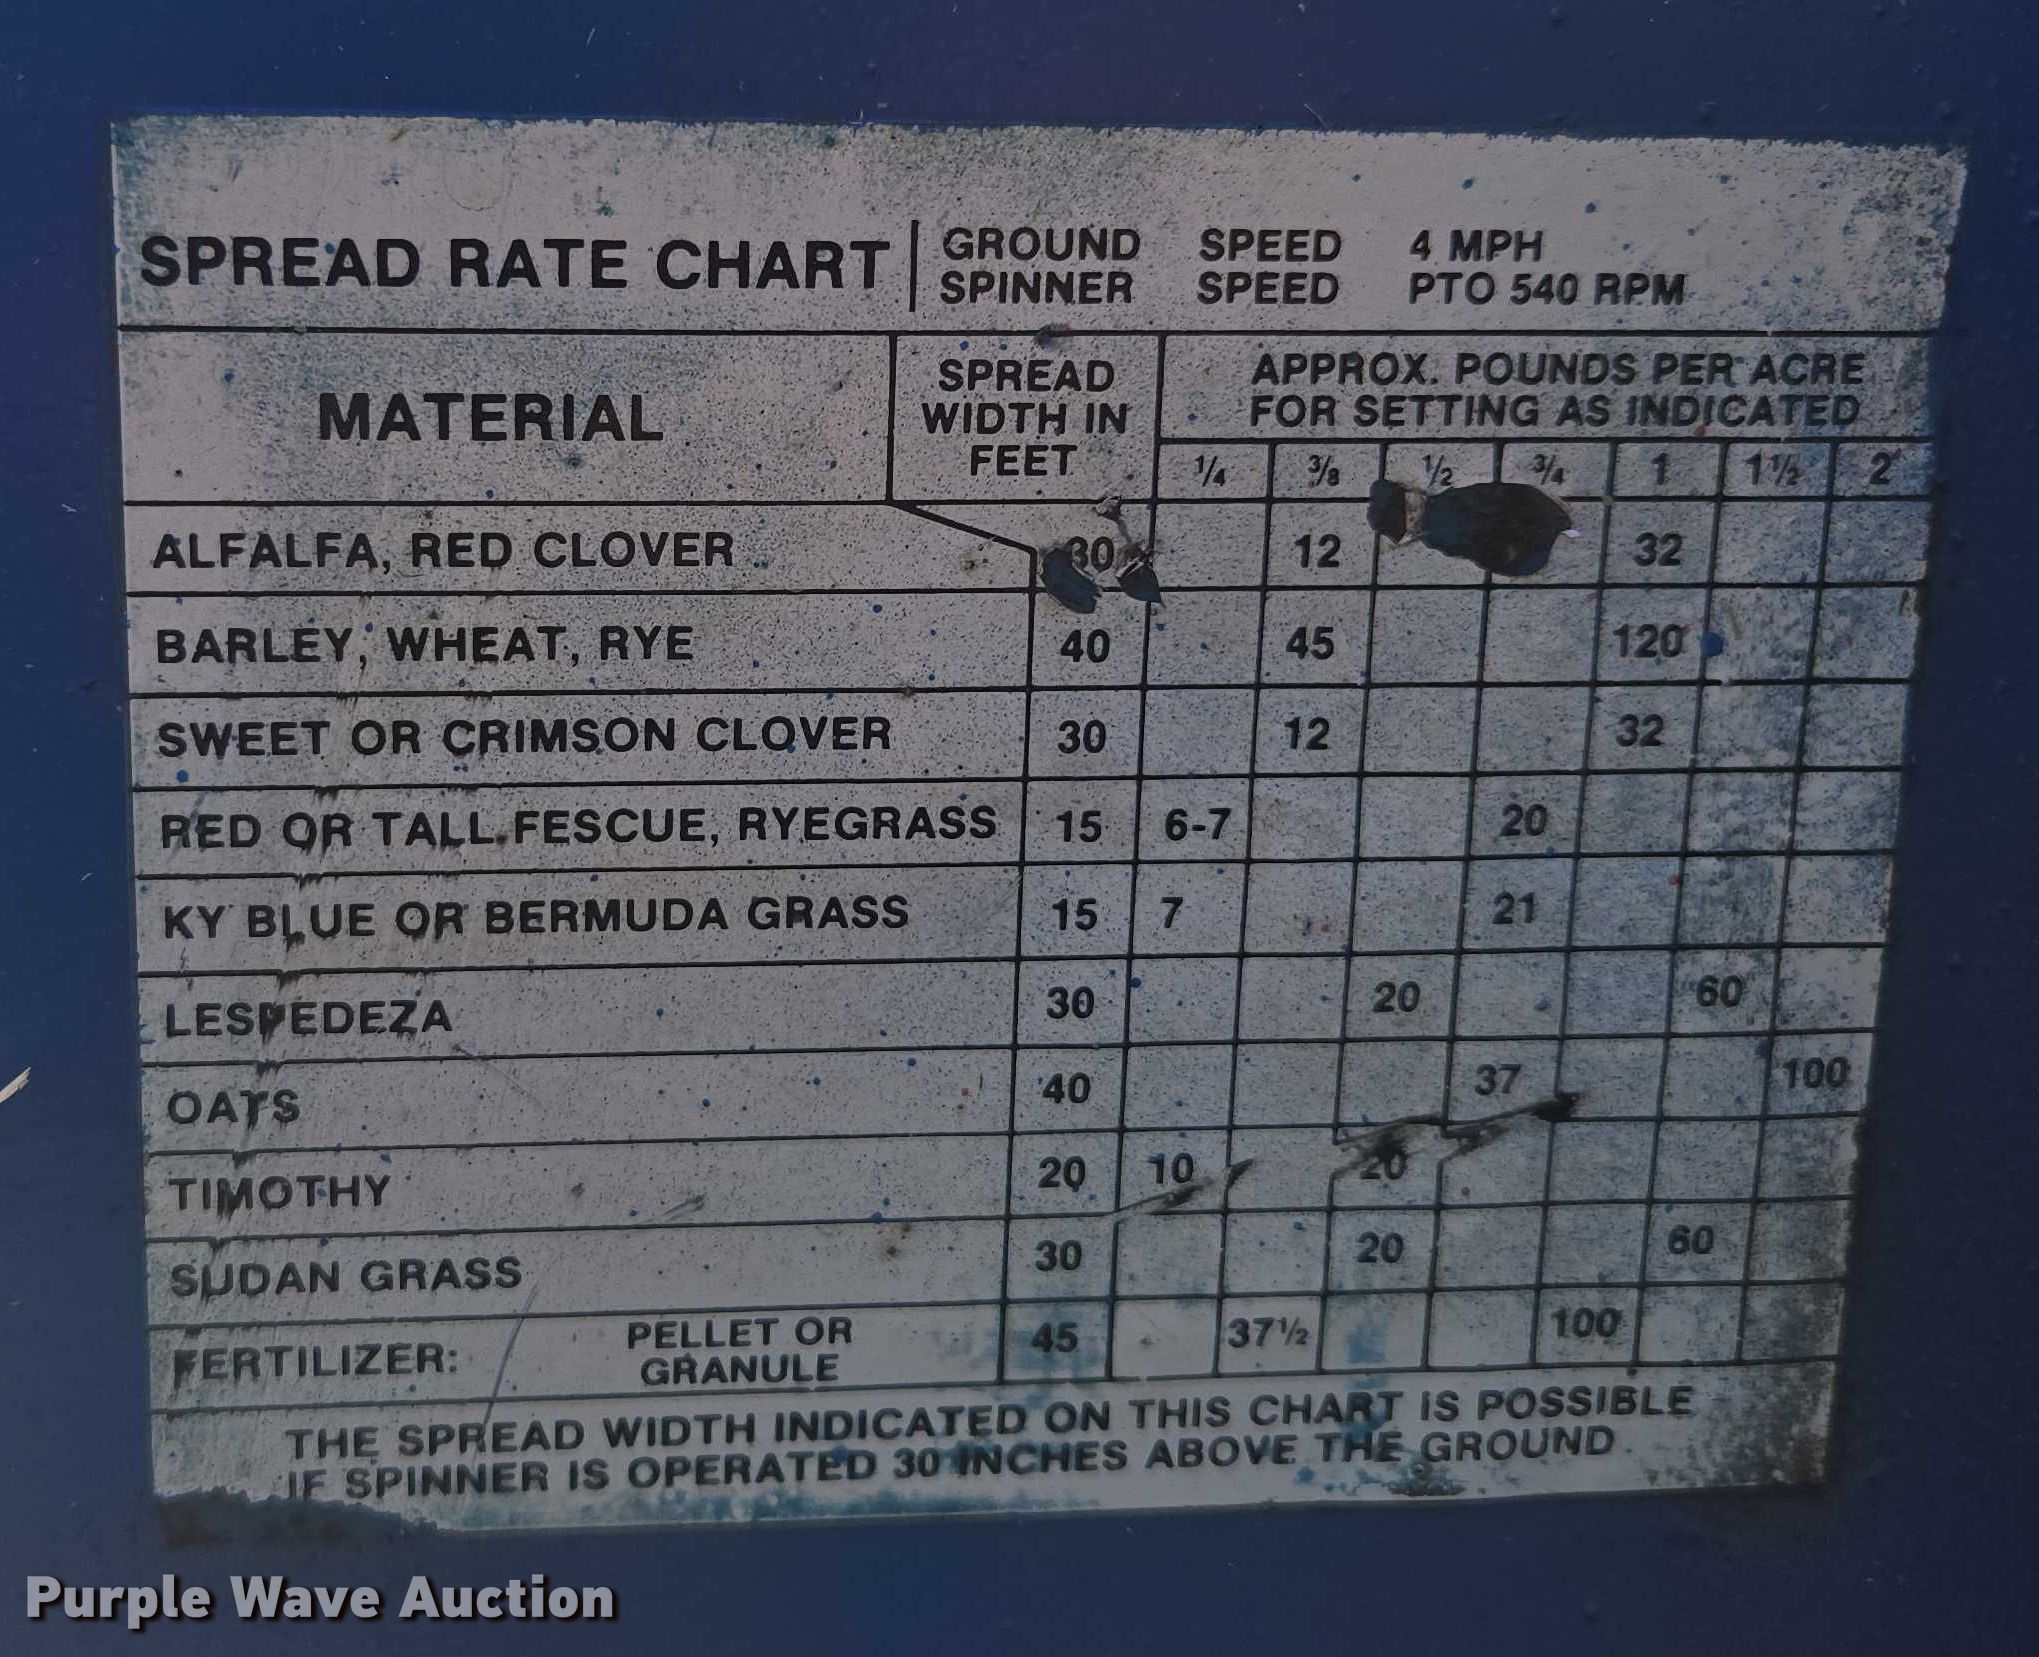 SPREAD RATE CHART
GROUND SPEED 4 MPH
SPINNER SPEED PTO 540 RPM
MATERIAL
SPREAD
WIDTH IN
FEET
APPROX. POUNDS PER ACRE
FOR SETTING AS INDICATED
1/4 3/8 1/2 3/4 1 1 1/2 2
ALFALFA, RED CLOVER 30 12 32
BARLEY, WHEAT, RYE 40 45 120
SWEET OR CRIMSON CLOVER 30 12 32
RED OR TALL FESCUE, RYEGRASS 15 6-7 20
KY BLUE OR BERMUDA GRASS 15 7 21
LESPEDEZA 30 20 60
OATS 40 37 100
TIMOTHY 20 10 20
SUDAN GRASS 30 20 60
FERTILIZER: PELLET OR
GRANULE 45 37 1/2 100
THE SPREAD WIDTH INDICATED ON THIS CHART IS POSSIBLE
IF SPINNER IS OPERATED 30 INCHES ABOVE THE GROUND
Purple Wave Auction